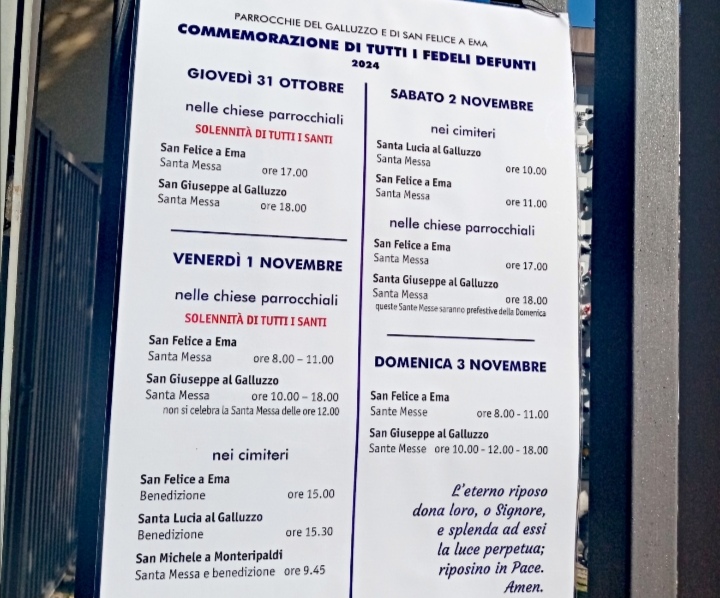 PARROCCHIE DEL GALLUZZO E DI SAN FELICE A EMA
COMMEMORAZIONE DI TUTTI I FEDELI DEFUNTI
2024
GIOVEDÌ 31 OTTOBRE
nelle chiese parrocchiali
SOLENNITÀ DI TUTTI I SANTI
San Felice a Ema
Santa Messa ore 17.00
San Giuseppe al Galluzzo
Santa Messa ore 18.00
VENERDÌ 1 NOVEMBRE
nelle chiese parrocchiali
SOLENNITÀ DI TUTTI I SANTI
San Felice a Ema
Santa Messa ore 8.00 – 11.00
San Giuseppe al Galluzzo
Santa Messa ore 10.00 – 18.00
non si celebra la Santa Messa delle ore 12.00
nei cimiteri
San Felice a Ema
Benedizione ore 15.00
Santa Lucia al Galluzzo
Benedizione ore 15.30
San Michele a Monteripaldi
Santa Messa e benedizione ore 9.45
SABATO 2 NOVEMBRE
nei cimiteri
Santa Lucia al Galluzzo
Santa Messa ore 10.00
San Felice a Ema
Santa Messa ore 11.00
nelle chiese parrocchiali
San Felice a Ema
Santa Messa ore 17.00
Santa Giuseppe al Galluzzo
Santa Messa ore 18.00
queste Sante Messe saranno prefestive della Domenica
DOMENICA 3 NOVEMBRE
San Felice a Ema
Sante Messe ore 8.00 - 11.00
San Giuseppe al Galluzzo
Sante Messe ore 10.00 - 12.00 - 18.00
L'eterno riposo
dona loro, o Signore,
e splenda ad essi
la luce perpetua;
riposino in Pace.
Amen.